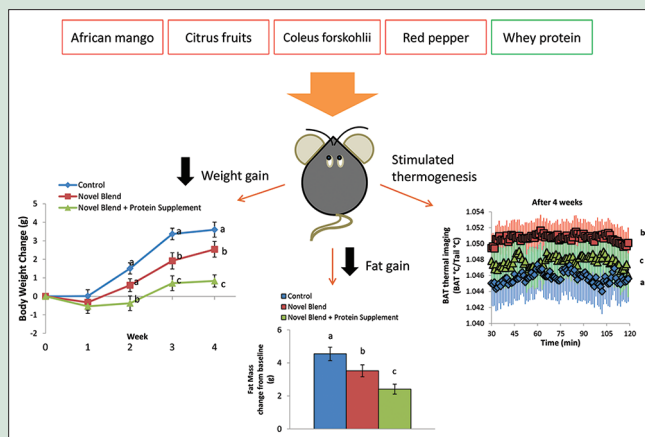 African mango
Citrus fruits
Coleus forskohlii
Red pepper
Whey protein
Weight gain
Stimulated
thermogenesis
Fat gain
Control
Novel Blend
Novel Blend + Protein Supplement
Body Weight Change (g)
5
4
3
2
1
0
-1
-2
a
a
a
a
b
b
b
c
c
Week
0
1
2
3
4
Control
Novel Blend
Novel Blend + Protein Supplement
Fat Mass
change from baseline
(g)
6
5
4
3
2
1
0
a
b
c
After 4 weeks
BAT thermal imaging
(BAT °C/Tail °C)
1.054
1.052
1.050
1.048
1.046
1.044
1.042
1.040
b
c
a
30
45
60
75
90
105
119
Time (min)